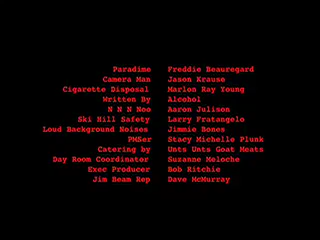 Paradime Freddie Beauregard
Camera Man Jason Krause
Cigarette Disposal Marlon Ray Young
Written By Alcohol
N N N Noe Aaron Julison
Ski Hill Safety Larry Fratangelo
Loud Background Noises Jimmie Bones
PMSer Stacy Michelle Plunk
Catering by Unts Unts Goat Meats
Day Room Coordinator Suzanne Meloche
Exec Producer Bob Ritchie
Jim Beam Rep Dave McMurray